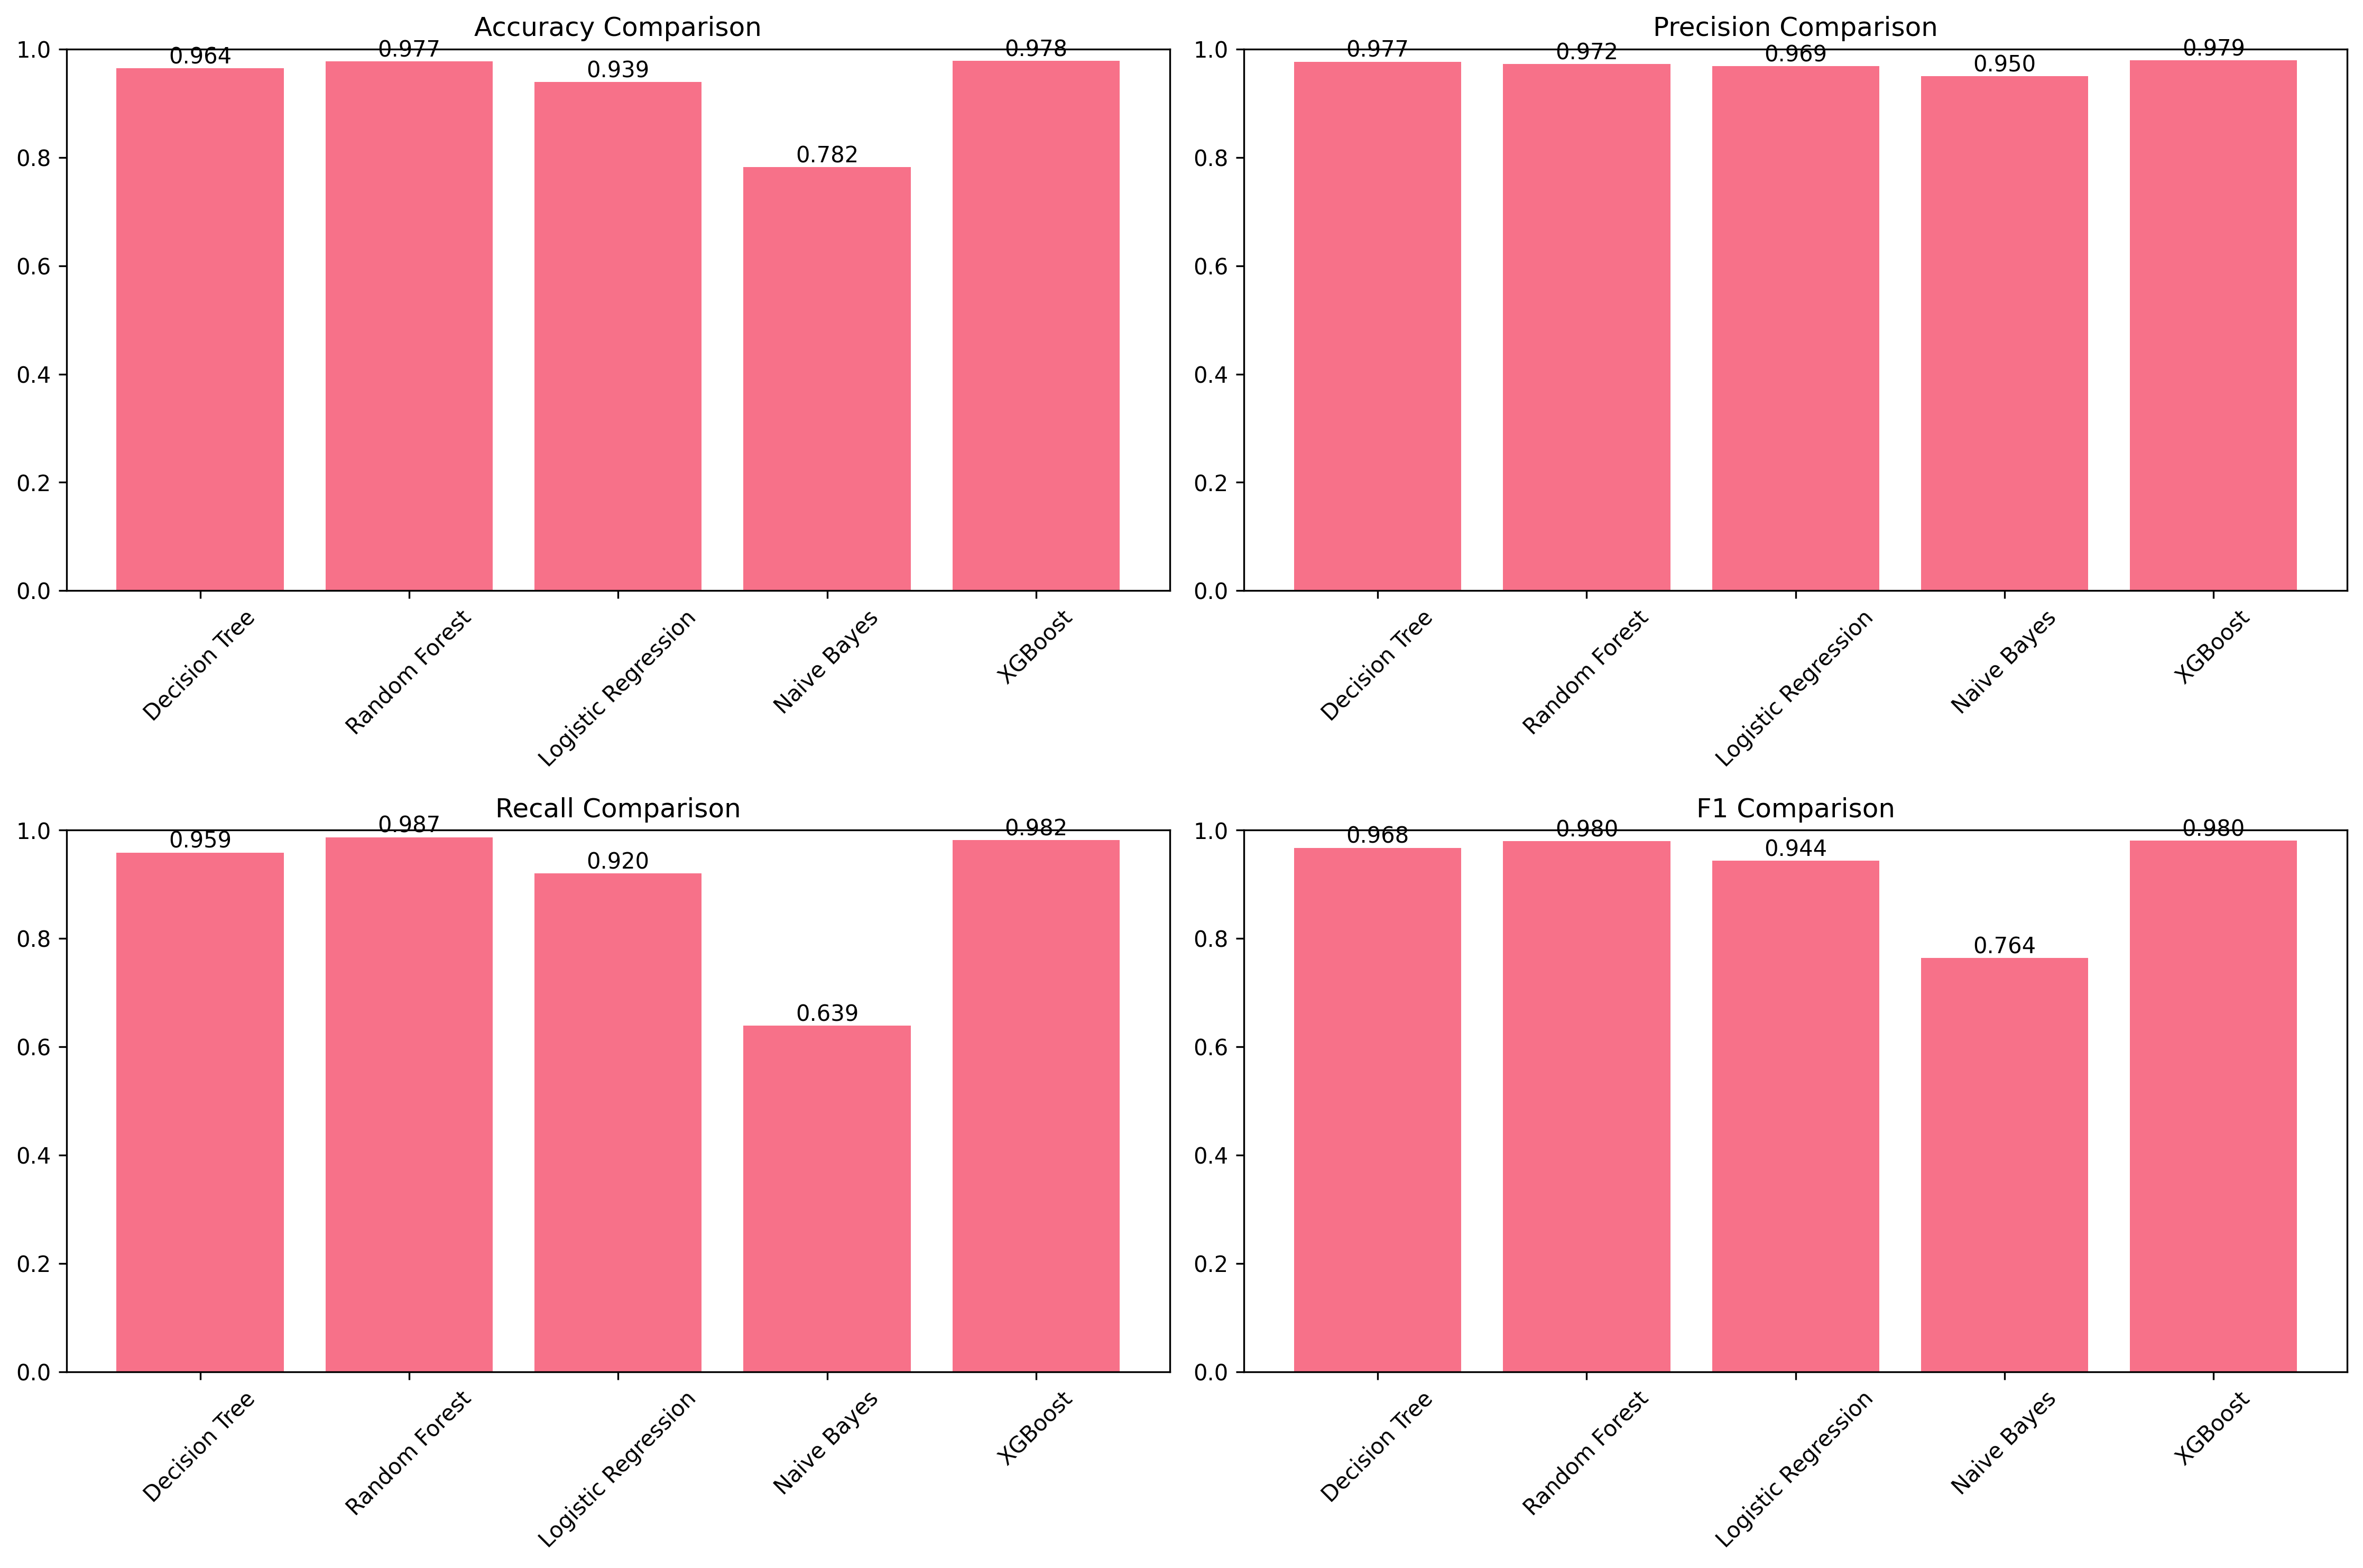 Accuracy Comparison
1.0
0.8
0.6
0.4
0.2
0.0
0.964
0.977
0.939
0.782
0.978
Decision Tree
Random Forest
Logistic Regression
Naive Bayes
XGBoost
Precision Comparison
1.0
0.8
0.6
0.4
0.2
0.0
0.977
0.972
0.969
0.950
0.979
Decision Tree
Random Forest
Logistic Regression
Naive Bayes
XGBoost
Recall Comparison
1.0
0.8
0.6
0.4
0.2
0.0
0.959
0.987
0.920
0.639
0.982
Decision Tree
Random Forest
Logistic Regression
Naive Bayes
XGBoost
F1 Comparison
1.0
0.8
0.6
0.4
0.2
0.0
0.968
0.980
0.944
0.764
0.980
Decision Tree
Random Forest
Logistic Regression
Naive Bayes
XGBoost